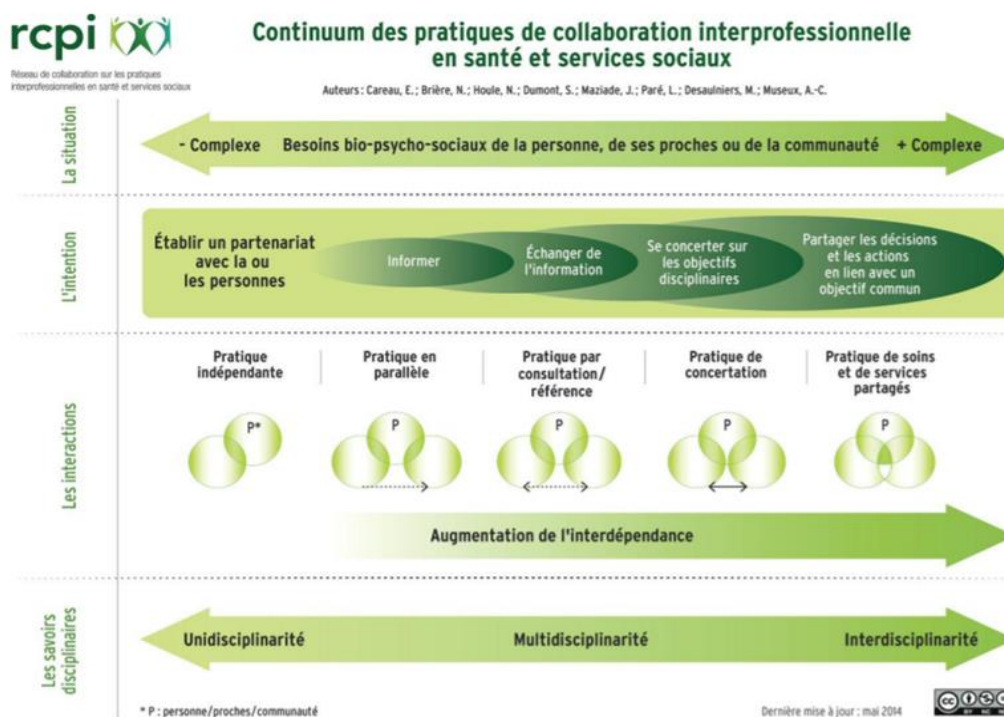 rcpi
Réseau de collaboration sur les pratiques
interprofessionnelles en santé et services sociaux
Continuum des pratiques de collaboration interprofessionnelle
en santé et services sociaux
Auteurs : Careau, E.; Brière, N.; Houle, N.; Dumont, S.; Maziade, J.; Paré, L.; Desaulniers, M.; Museux, A.-C.
La situation
- Complexe Besoins bio-psycho-sociaux de la personne, de ses proches ou de la communauté + Complexe
L'intention
Établir un partenariat
avec la ou
les personnes
Informer
Échanger de
l'information
Se concerter sur
les objectifs
disciplinaires
Partager les décisions
et les actions
en lien avec un
objectif commun
Les interactions
Pratique
indépendante
Pratique en
parallèle
Pratique par
consultation/
référence
Pratique de
concertation
Pratique de soins
et de services
partagés
P*
P
P
P
P
Augmentation de l'interdépendance
Les savoirs
disciplinaires
Unidisciplinarité
Multidisciplinarité
Interdisciplinarité
* P : personne/proches/communauté
Dernière mise à jour : mai 2014
BY NC